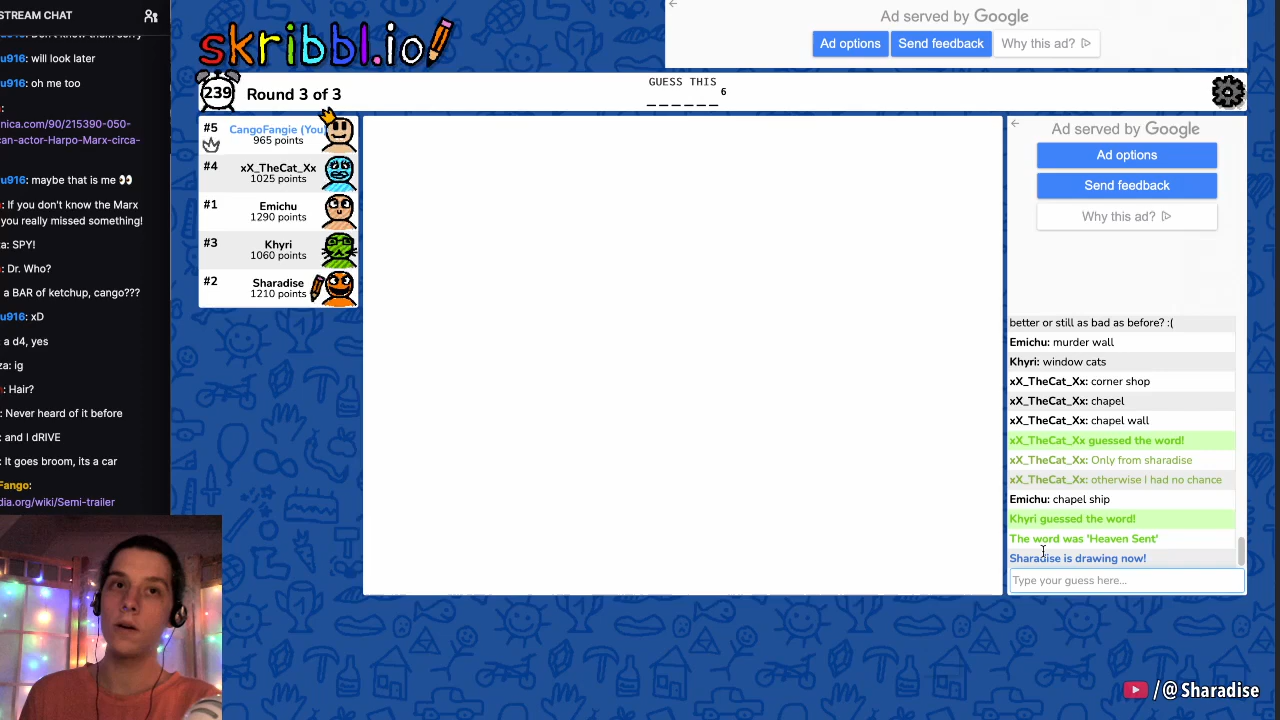 STREAM CHAT
u916: will look later
u916: oh me too
nica.com/90/215390-050-
can-actor-Harpo-Marx-circa-
u916: maybe that is me 👀
: If you don't know the Marx
you really missed something!
za: SPY!
: Dr. Who?
a BAR of ketchup, cango???
u916: xD
a d4, yes
za: ig
: Hair?
: Never heard of it before
: and I dRIVE
: It goes broom, its a car
Fango:
dia.org/wiki/Semi-trailer
skribbl.io
Ad served by Google
Ad options
Send feedback
Why this ad?
239
Round 3 of 3
GUESS THIS
______ 6
#5 CangoFangie (You)
965 points
#4 xX_TheCat_Xx
1025 points
#1 Emichu
1290 points
#3 Khyri
1060 points
#2 Sharadise
1210 points
Ad served by Google
Ad options
Send feedback
Why this ad?
better or still as bad as before? :(
Emichu: murder wall
Khyri: window cats
xX_TheCat_Xx: corner shop
xX_TheCat_Xx: chapel
xX_TheCat_Xx: chapel wall
xX_TheCat_Xx guessed the word!
xX_TheCat_Xx: Only from sharadise
xX_TheCat_Xx: otherwise I had no chance
Emichu: chapel ship
Khyri guessed the word!
The word was 'Heaven Sent'
Sharadise is drawing now!
Type your guess here...
/@Sharadise